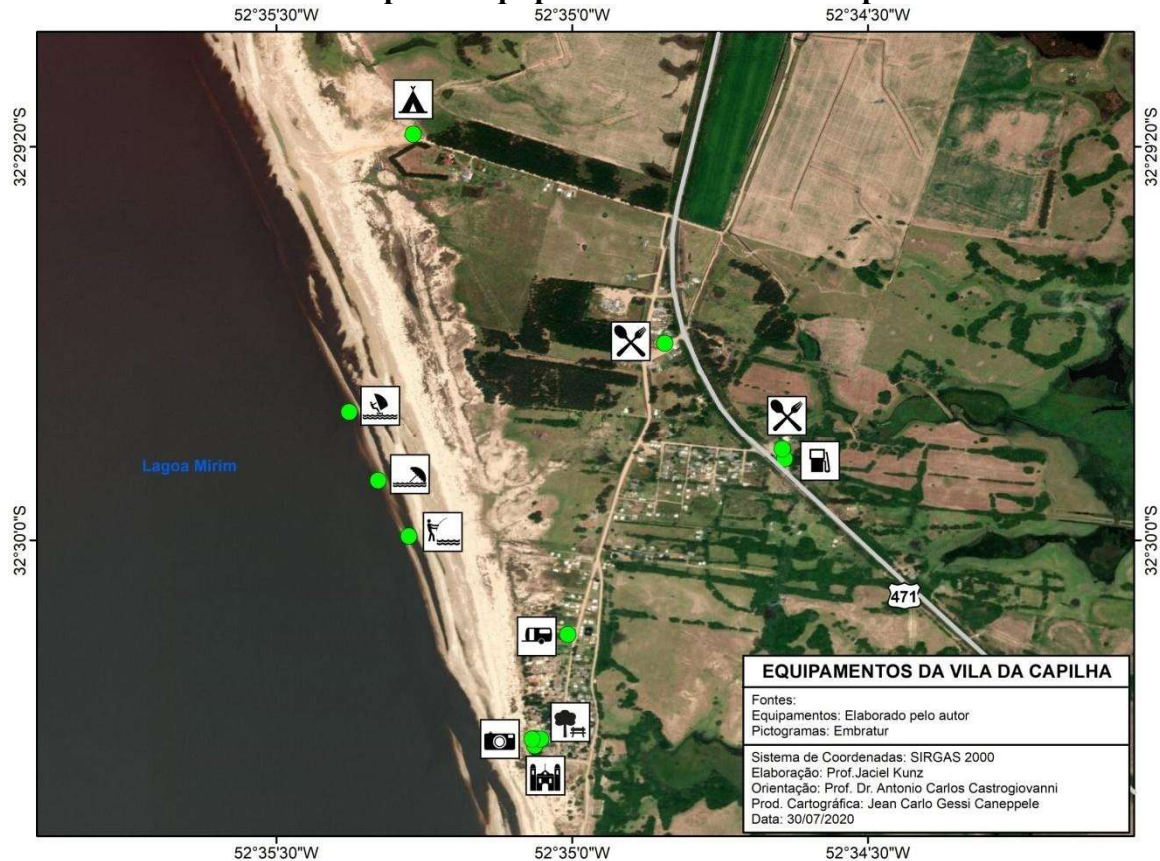 52°35'30"W 52°35'0"W 52°34'30"W
32°29'20"S 32°29'20"S
Lagoa Mirim
32°30'0"S 32°30'0"S
471
EQUIPAMENTOS DA VILA DA CAPILHA
Fontes:
Equipamentos: Elaborado pelo autor
Pictogramas: Embratur
Sistema de Coordenadas: SIRGAS 2000
Elaboração: Prof.Jaciel Kunz
Orientação: Prof. Dr. Antonio Carlos Castrogiovanni
Prod. Cartográfica: Jean Carlo Gessi Caneppele
Data: 30/07/2020
52°35'30"W 52°35'0"W 52°34'30"W